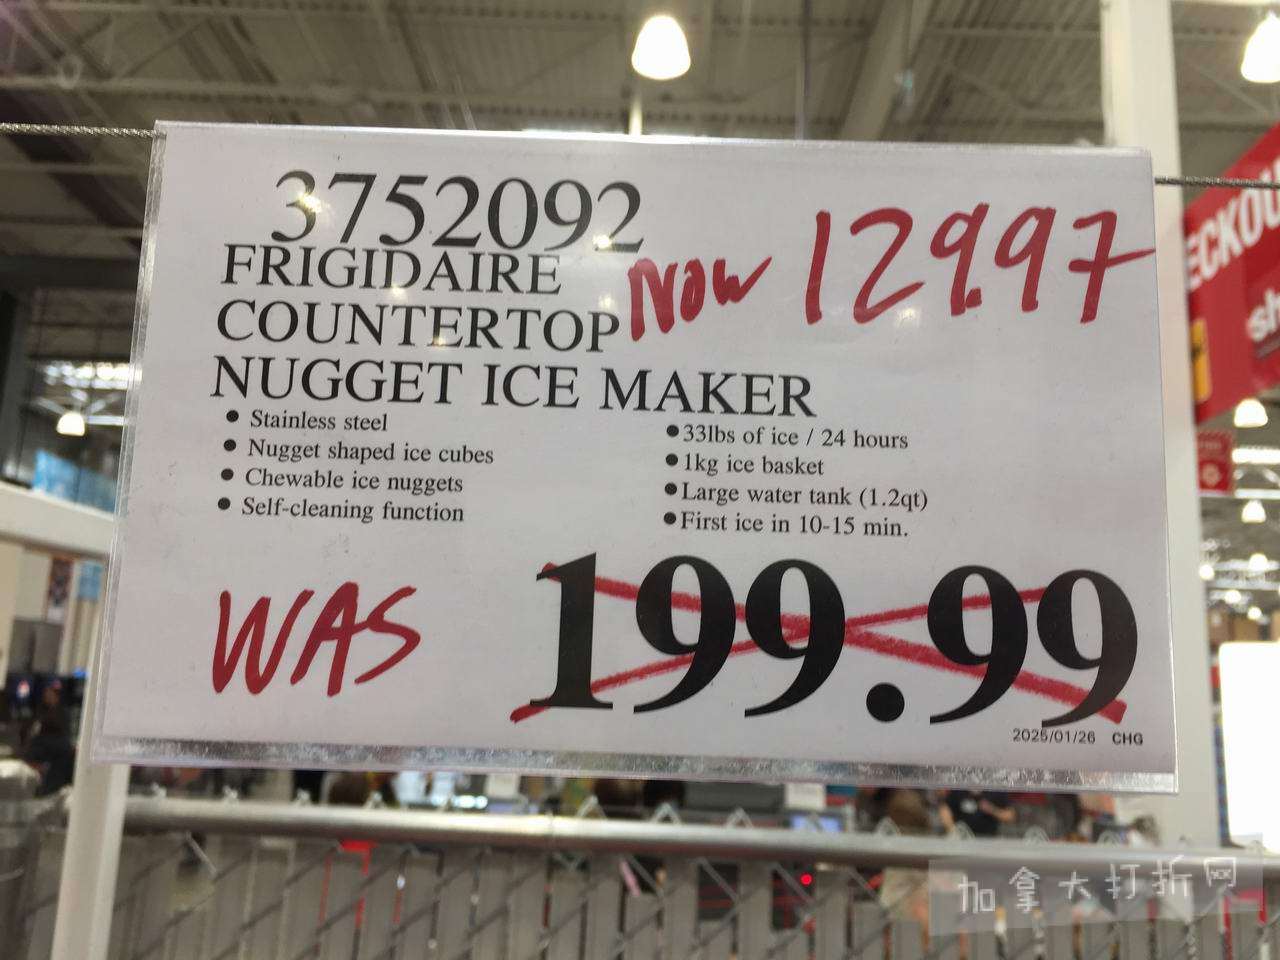 3752092
FRIGIDAIRE
COUNTERTOP
NUGGET ICE MAKER
NOW 129.97
• Stainless steel
• Nugget shaped ice cubes
• Chewable ice nuggets
• Self-cleaning function
• 33lbs of ice / 24 hours
• 1kg ice basket
• Large water tank (1.2qt)
• First ice in 10-15 min.
WAS
199.99
2025/01/26 CHG
ECKOU
sh
加拿大打折网